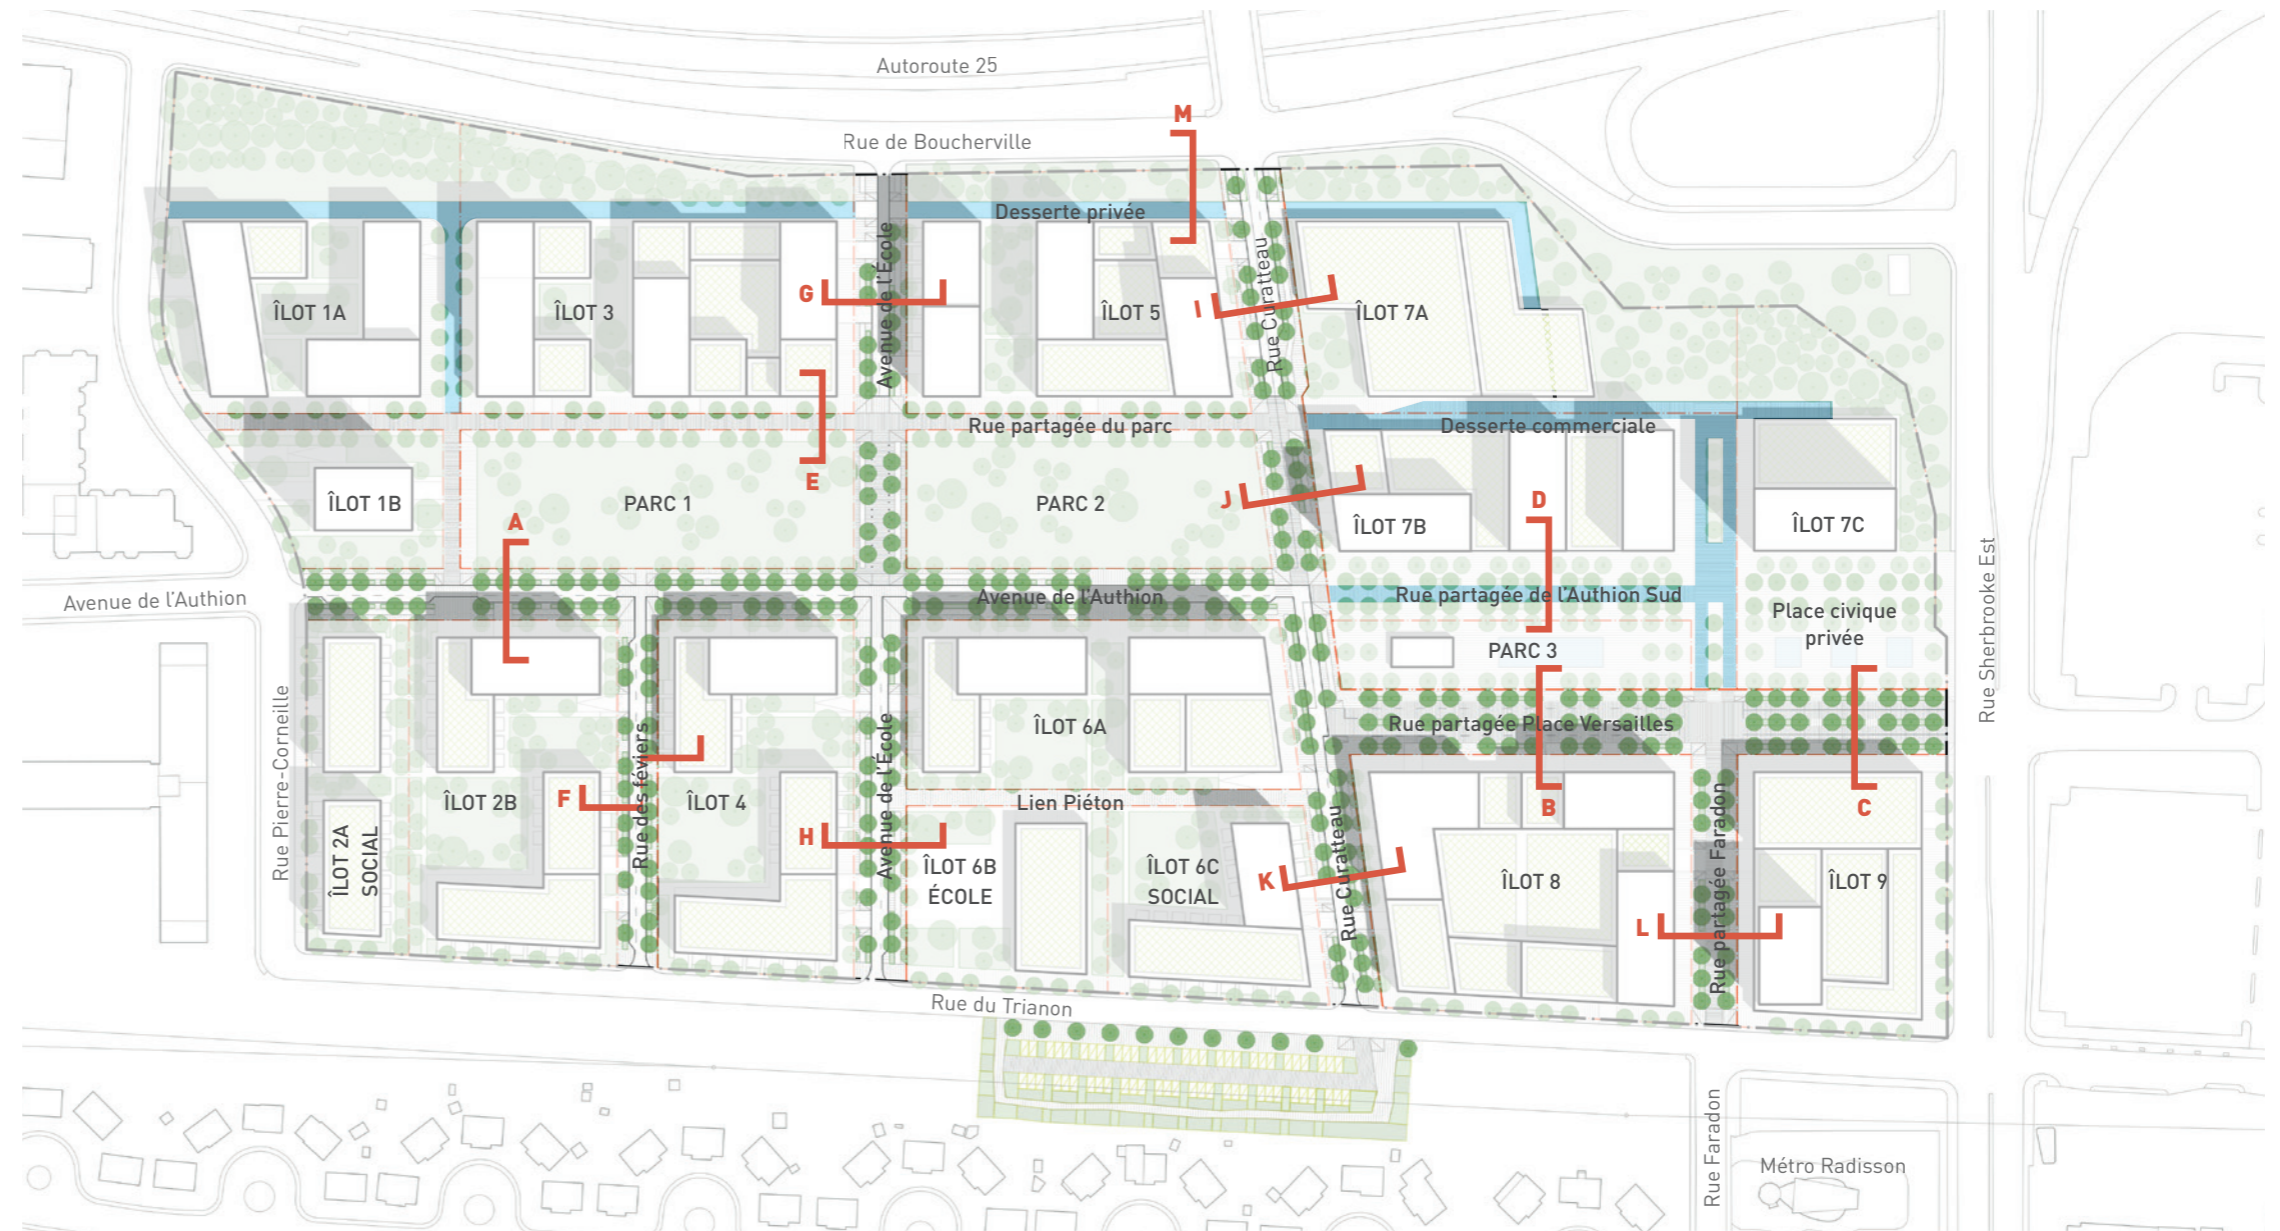 Autoroute 25
M
Rue de Boucherville
Desserte privée
Avenue de l'École
Rue Curatteau
G
I
ÎLOT 1A
ÎLOT 3
ÎLOT 5
ÎLOT 7A
Rue partagée du parc
Desserte commerciale
E
ÎLOT 1B
PARC 1
PARC 2
J
D
ÎLOT 7B
ÎLOT 7C
A
Avenue de l'Authion
Avenue de l'Authion
Rue partagée de l'Authion Sud
Place civique
privée
PARC 3
Rue Sherbrooke Est
Rue Pierre-Corneille
Rue des féviers
Avenue de l'École
ÎLOT 6A
Rue partagée Place Versailles
F
ÎLOT 2B
ÎLOT 4
Lien Piéton
B
C
H
ÎLOT 2A
SOCIAL
ÎLOT 6B
ÉCOLE
ÎLOT 6C
SOCIAL
K
Rue Curatteau
ÎLOT 8
Rue partagée Faradon
ÎLOT 9
L
Rue du Trianon
Rue Faradon
Métro Radisson